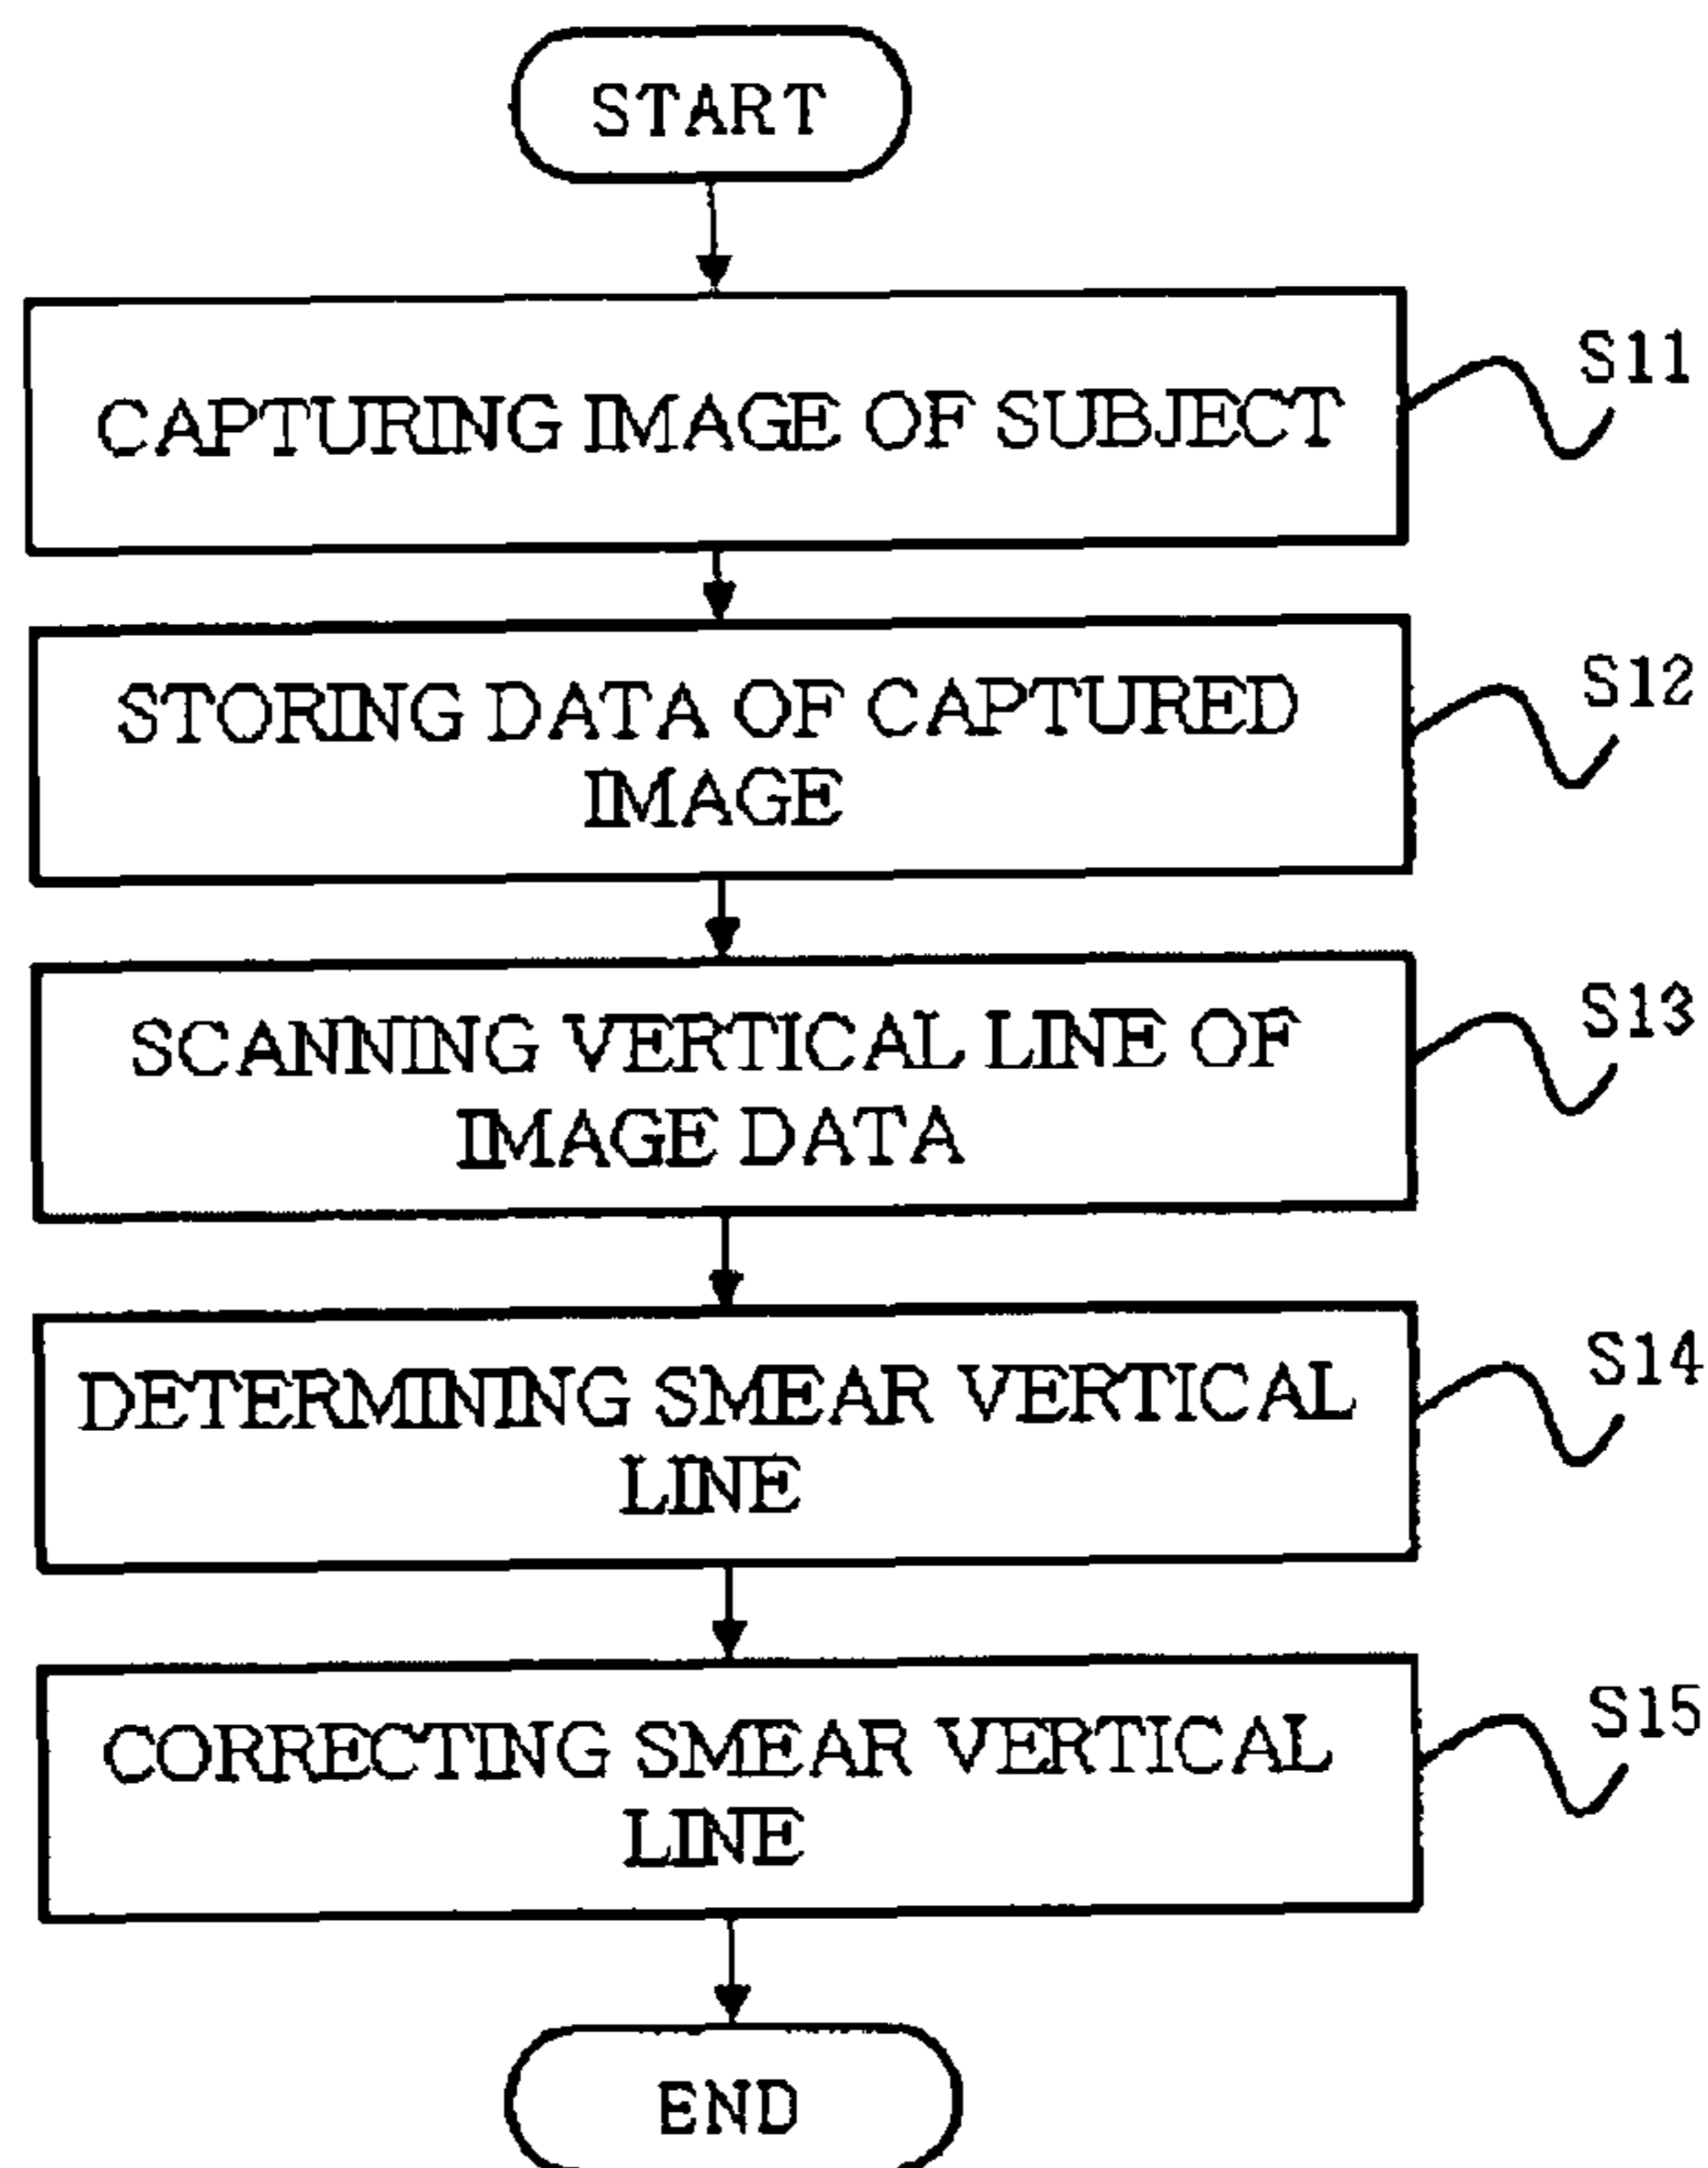 START
CAPTURING IMAGE OF SUBJECT
S11
STORING DATA OF CAPTURED
IMAGE
S12
SCANNING VERTICAL LINE OF
IMAGE DATA
S13
DETERMINING SMEAR VERTICAL
LINE
S14
CORRECTING SMEAR VERTICAL
LINE
S15
END